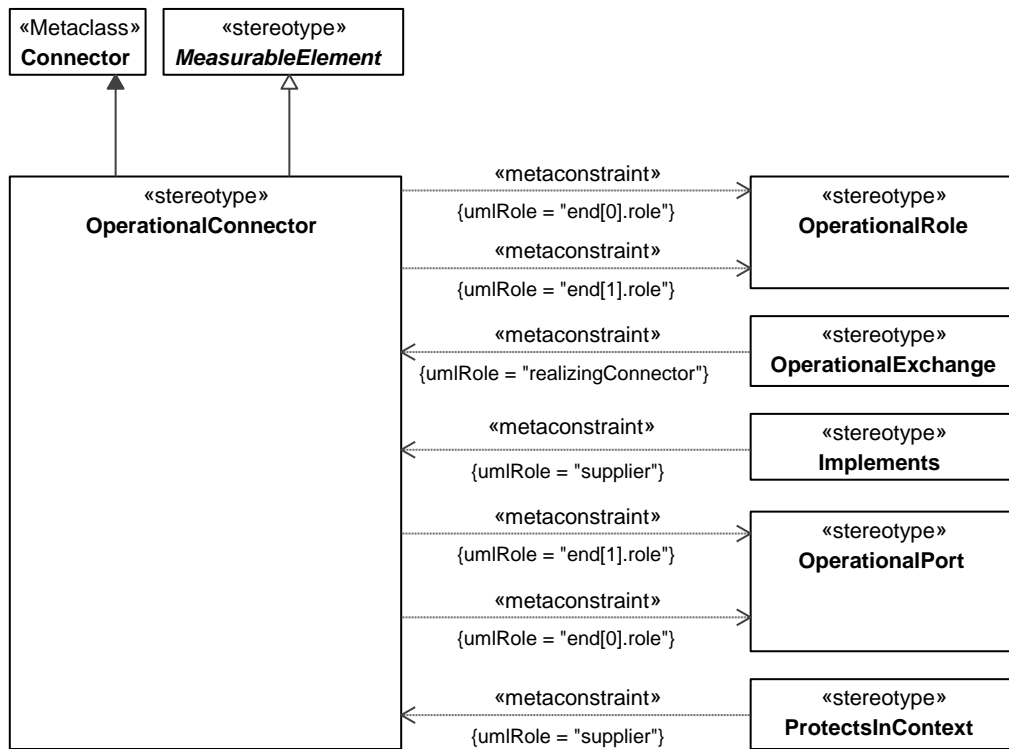 «Metaclass»
Connector
«stereotype»
MeasurableElement
«stereotype»
OperationalConnector
«metaconstraint»
{umlRole = "end[0].role"}
«metaconstraint»
{umlRole = "end[1].role"}
«stereotype»
OperationalRole
«metaconstraint»
{umlRole = "realizingConnector"}
«stereotype»
OperationalExchange
«metaconstraint»
{umlRole = "supplier"}
«stereotype»
Implements
«metaconstraint»
{umlRole = "end[1].role"}
«metaconstraint»
{umlRole = "end[0].role"}
«stereotype»
OperationalPort
«metaconstraint»
{umlRole = "supplier"}
«stereotype»
ProtectsInContext